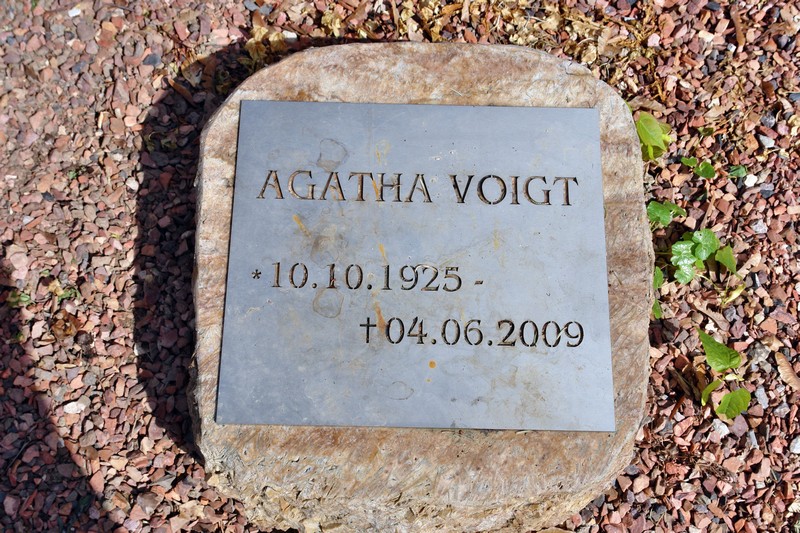 AGATHA VOIGT
* 10.10.1925 -
† 04.06.2009